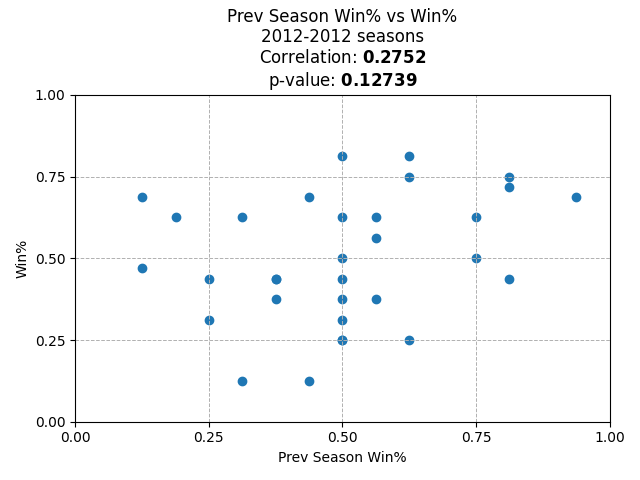 Prev Season Win% vs Win%
2012-2012 seasons
Correlation: 0.2752
p-value: 0.12739
1.00
0.75
0.50
0.25
0.00
Win%
0.00 0.25 0.50 0.75 1.00
Prev Season Win%